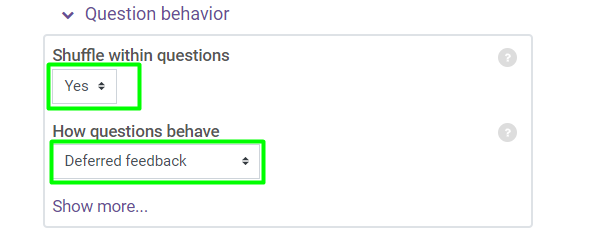 Question behavior
Shuffle within questions
?
Yes
How questions behave
?
Deferred feedback
Show more...